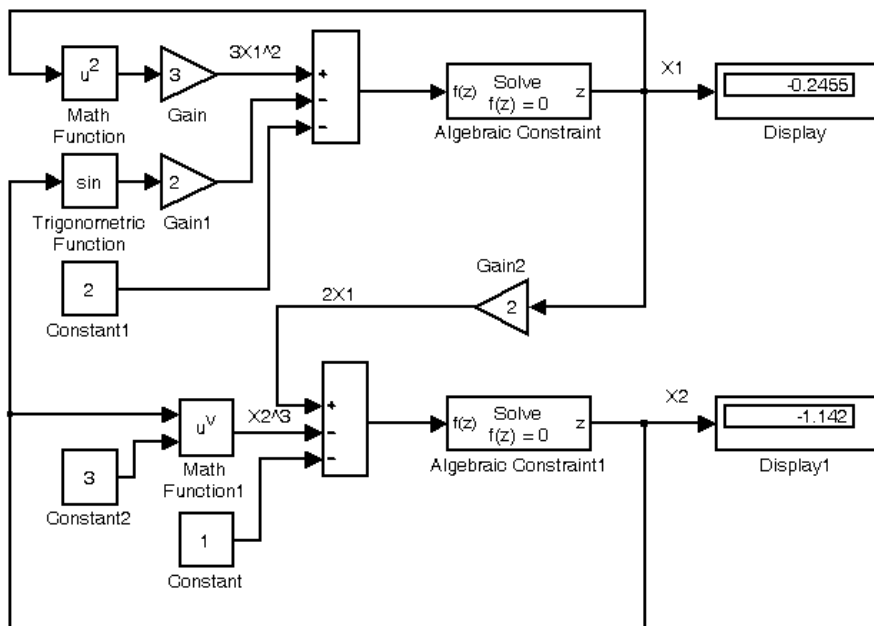 u²
Math
Function
3
Gain
3X1^2
+
−
−
f(z)
Solve
f(z) = 0
z
Algebraic Constraint
X1
-0.2455
Display
sin
Trigonometric
Function
2
Gain1
2
Constant1
Gain2
2
2X1
uᵛ
Math
Function1
X2^3
3
Constant2
1
Constant
+
−
−
f(z)
Solve
f(z) = 0
z
Algebraic Constraint1
X2
-1.142
Display1